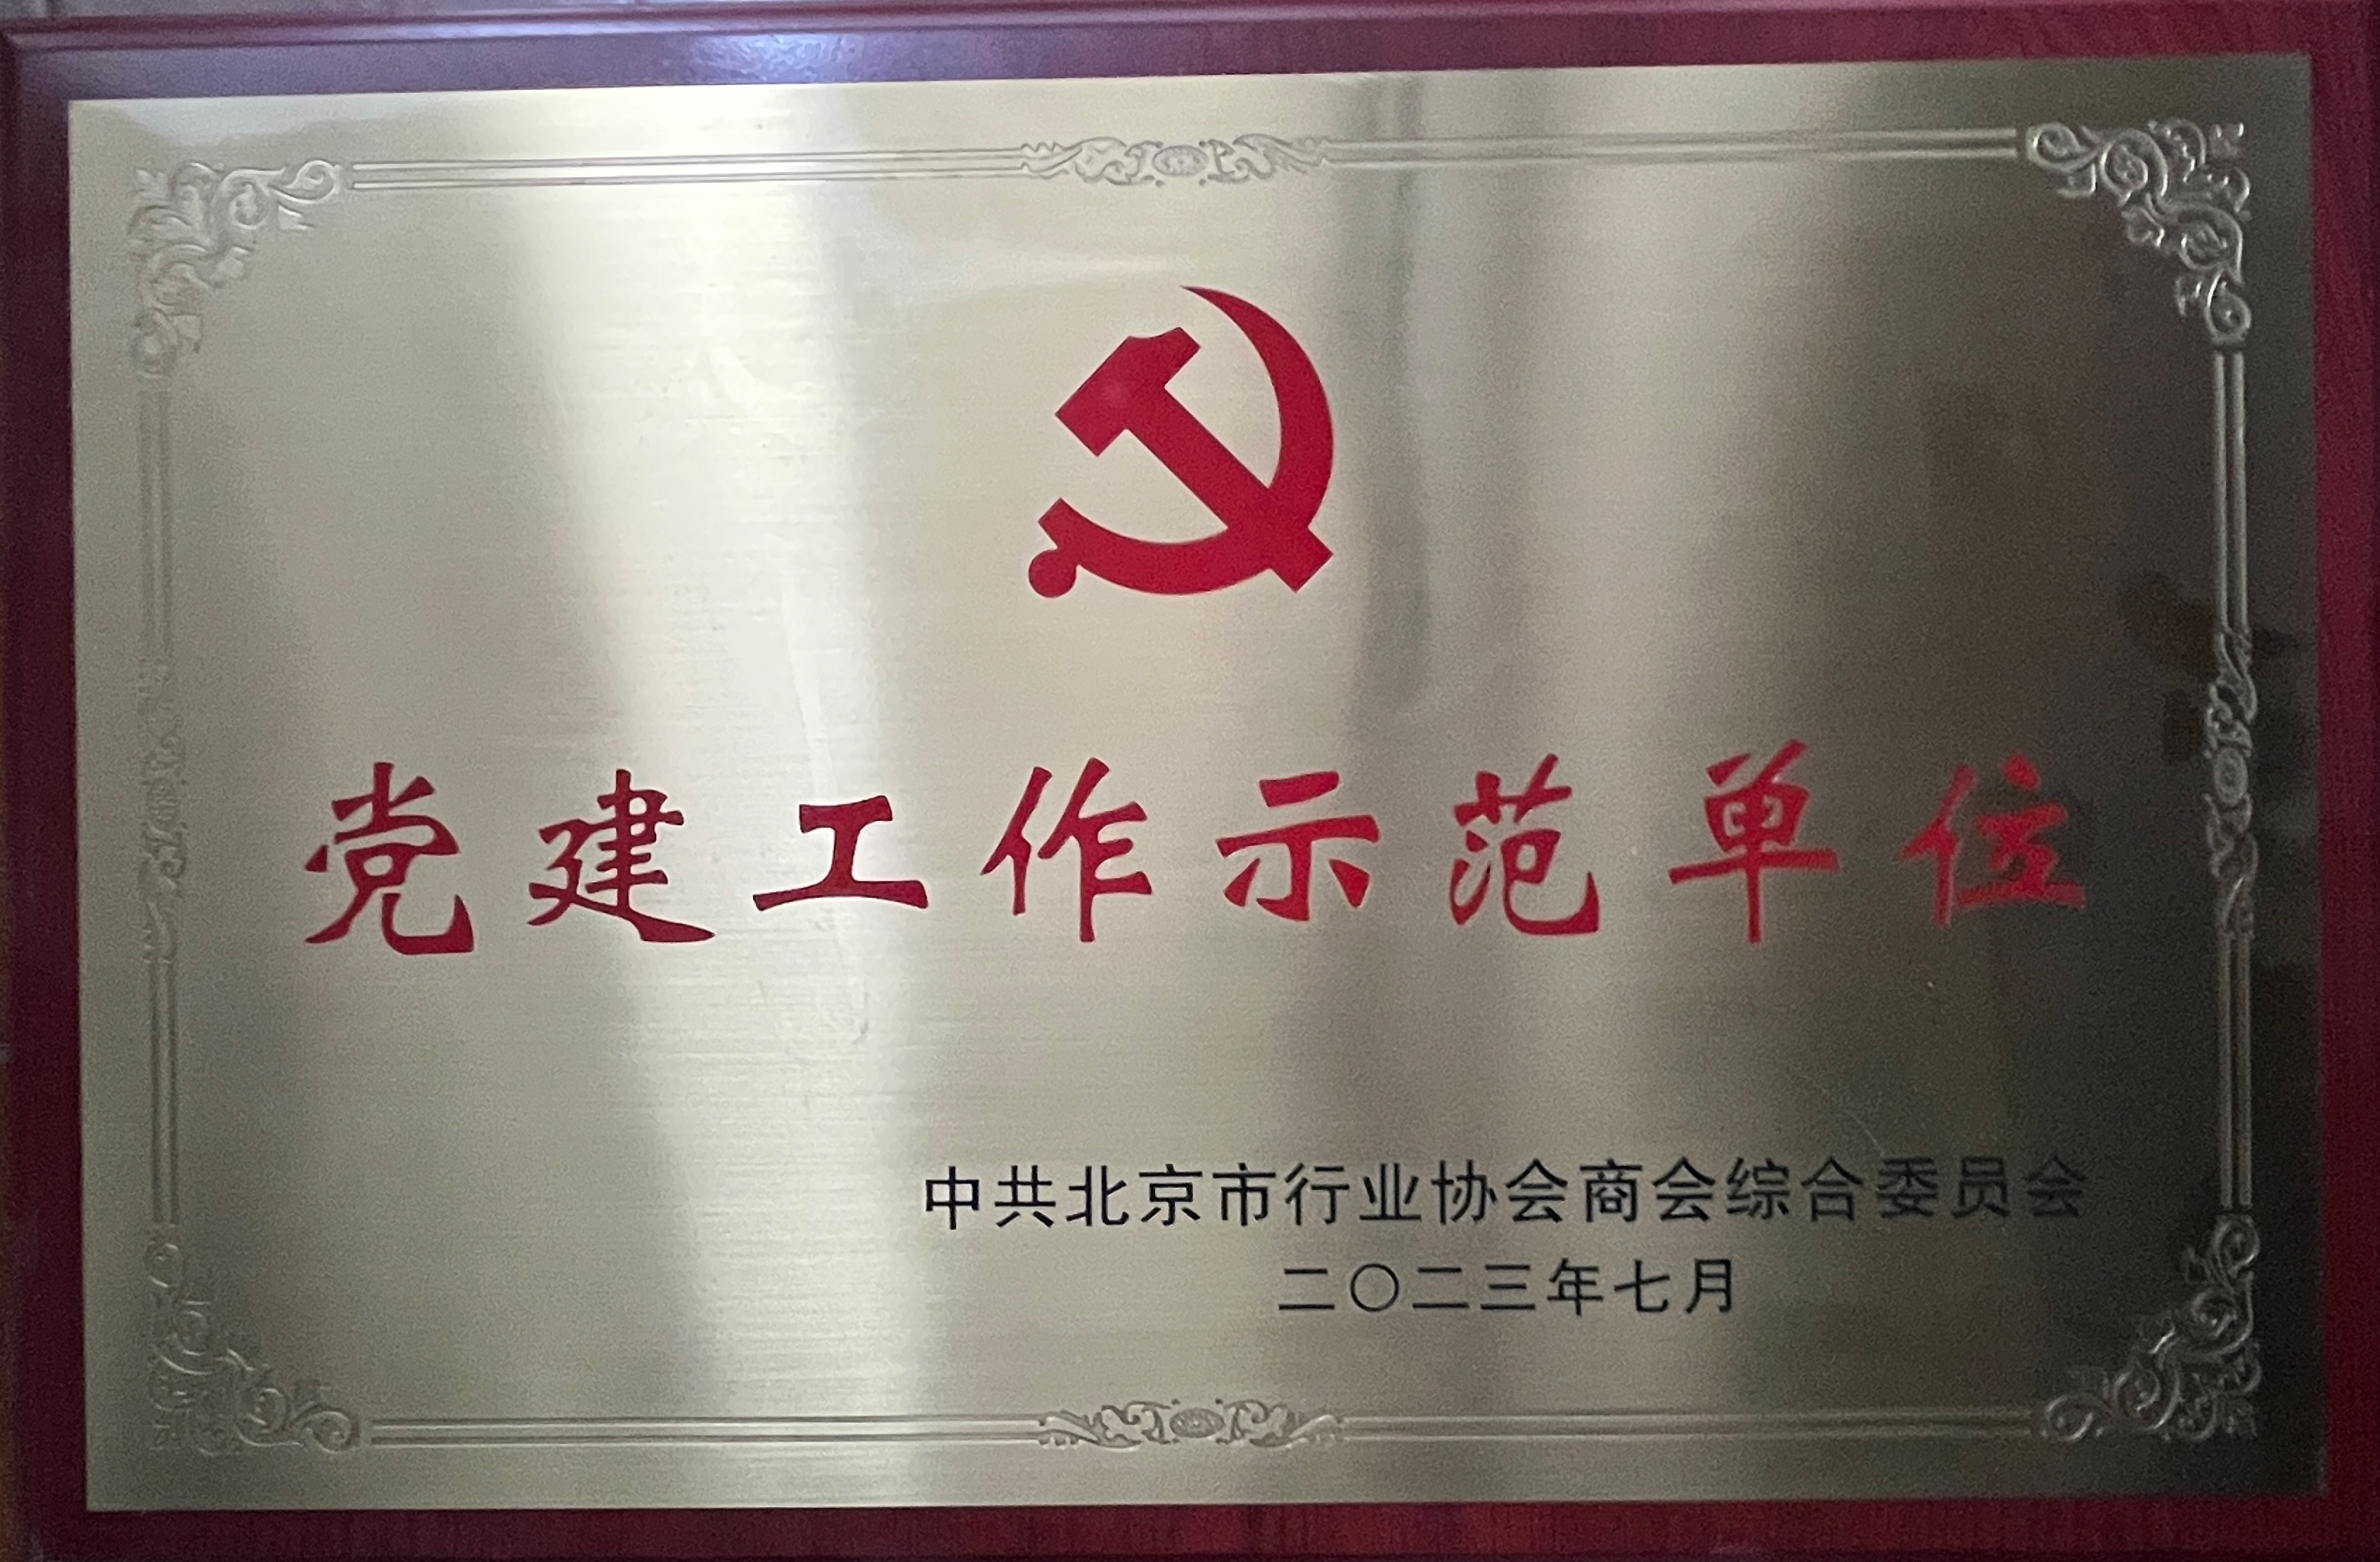 党建工作示范单位
中共北京市行业协会商会综合委员会
二〇二三年七月